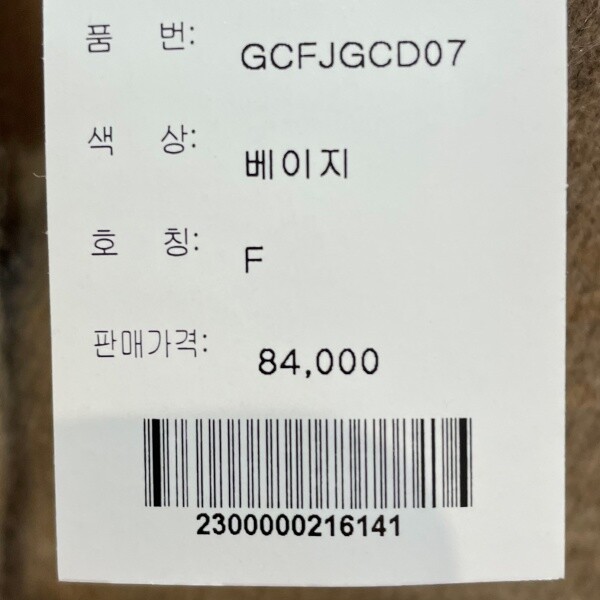 품 번: GCFJGCD07
색 상: 베이지
호 칭: F
판매가격: 84,000
2300000216141